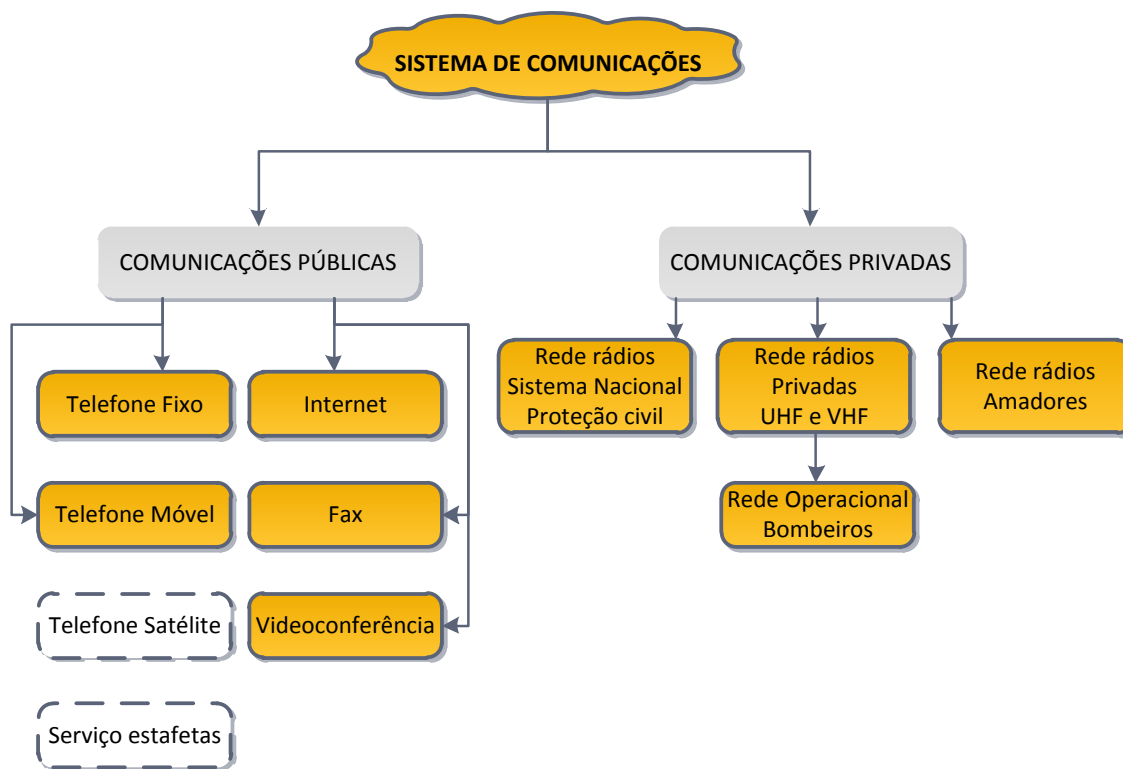 SISTEMA DE COMUNICAÇÕES
COMUNICAÇÕES PÚBLICAS
COMUNICAÇÕES PRIVADAS
Telefone Fixo
Internet
Telefone Móvel
Fax
Telefone Satélite
Videoconferência
Serviço estafetas
Rede rádios
Sistema Nacional
Proteção civil
Rede rádios
Privadas
UHF e VHF
Rede rádios
Amadores
Rede Operacional
Bombeiros